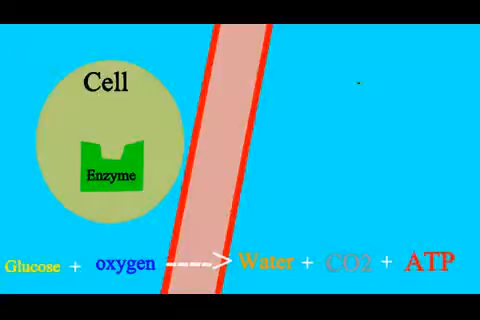 Cell
Enzyme
Glucose + oxygen ----> Water + CO2 + ATP